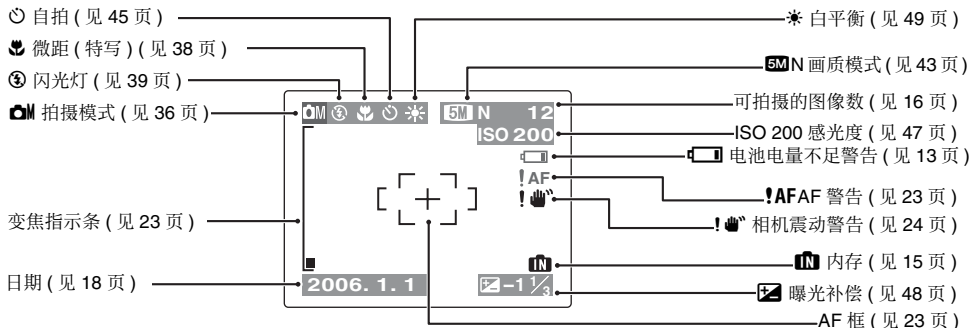 自拍 ( 见 45 页 )
微距 ( 特写 ) ( 见 38 页 )
闪光灯 ( 见 39 页 )
M 拍摄模式 ( 见 36 页 )
变焦指示条 ( 见 23 页 )
日期 ( 见 18 页 )
M 5M N 12
ISO 200
!AF
!
IN
2006. 1. 1
-1 1/3
白平衡 ( 见 49 页 )
5M N 画质模式 ( 见 43 页 )
可拍摄的图像数 ( 见 16 页 )
ISO 200 感光度 ( 见 47 页 )
电池电量不足警告 ( 见 13 页 )
!AF AF 警告 ( 见 23 页 )
! 相机震动警告 ( 见 24 页 )
IN 内存 ( 见 15 页 )
曝光补偿 ( 见 48 页 )
AF 框 ( 见 23 页 )